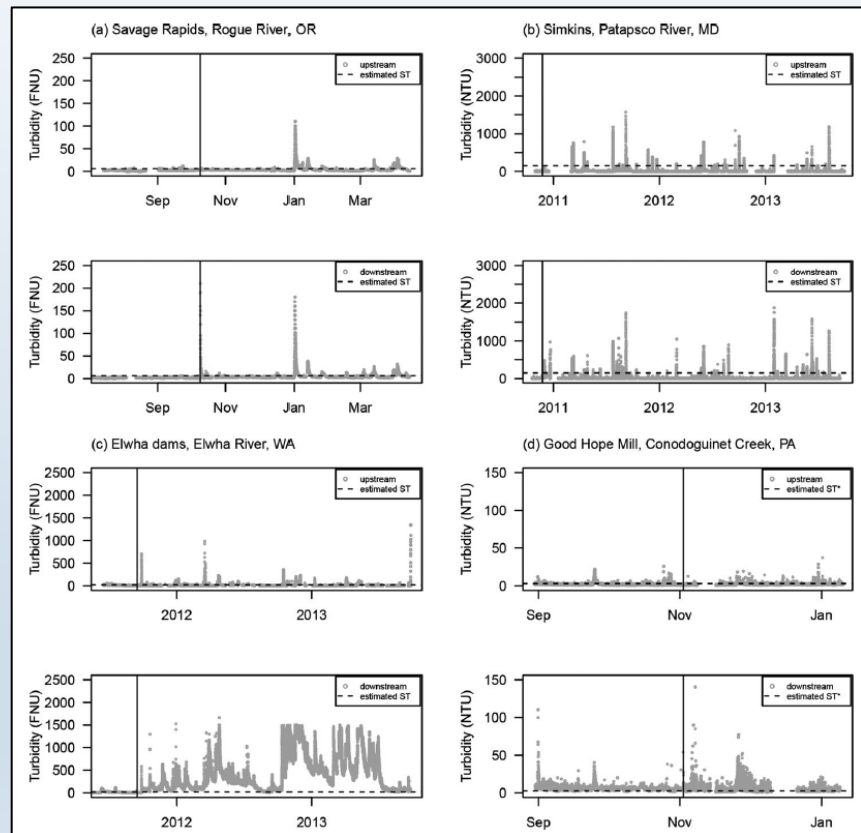 (a) Savage Rapids, Rogue River, OR
Turbidity (FNU)
250
200
150
100
50
0
upstream
estimated ST
Sep Nov Jan Mar
Turbidity (FNU)
250
200
150
100
50
0
downstream
estimated ST
Sep Nov Jan Mar
(b) Simkins, Patapsco River, MD
Turbidity (NTU)
3000
2000
1000
0
upstream
estimated ST
2011 2012 2013
Turbidity (NTU)
3000
2000
1000
0
downstream
estimated ST
2011 2012 2013
(c) Elwha dams, Elwha River, WA
Turbidity (FNU)
2500
2000
1500
1000
500
0
upstream
estimated ST
2012 2013
Turbidity (FNU)
2500
2000
1500
1000
500
0
downstream
estimated ST
2012 2013
(d) Good Hope Mill, Conodoguinet Creek, PA
Turbidity (NTU)
150
100
50
0
upstream
estimated ST*
Sep Nov Jan
Turbidity (NTU)
150
100
50
0
downstream
estimated ST*
Sep Nov Jan